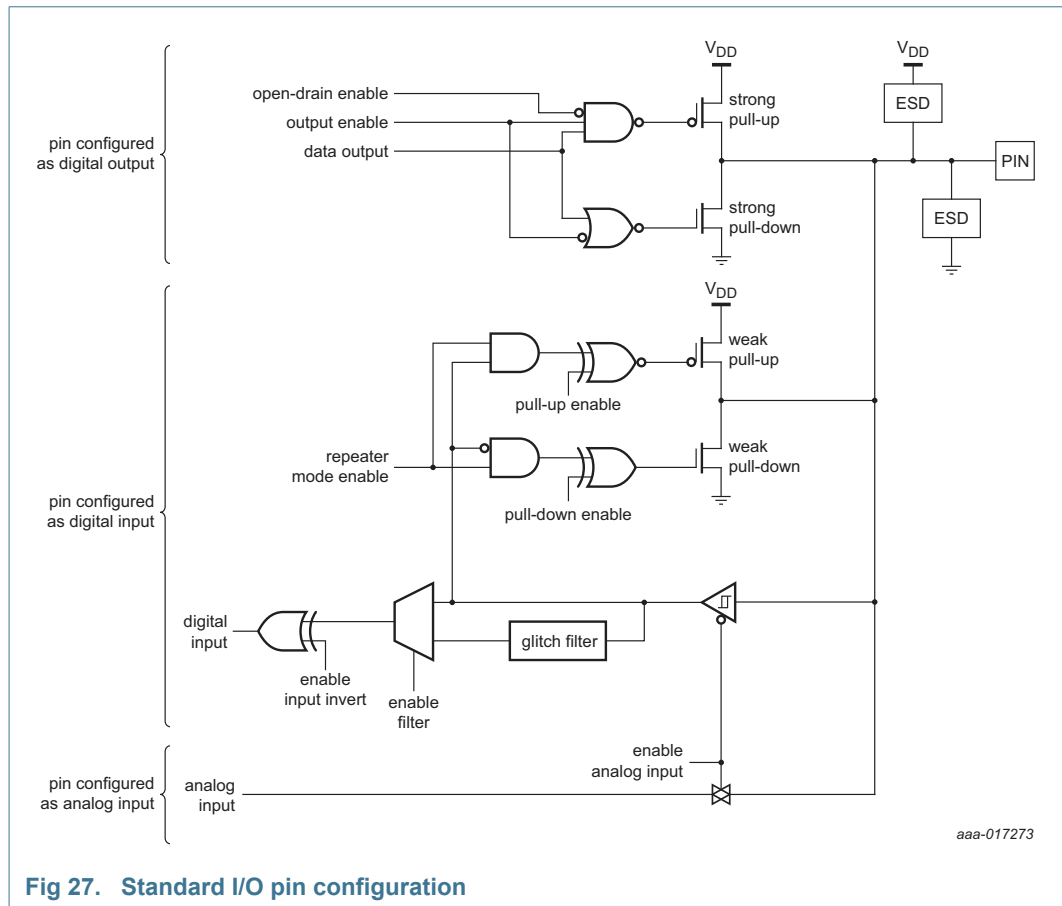 V_DD
V_DD
open-drain enable
output enable
data output
strong
pull-up
ESD
pin configured
as digital output
PIN
strong
pull-down
ESD
V_DD
weak
pull-up
pull-up enable
repeater
mode enable
weak
pull-down
pull-down enable
pin configured
as digital input
digital
input
glitch filter
enable
input invert
enable
filter
enable
analog input
pin configured
as analog input
analog
input
aaa-017273
Fig 27. Standard I/O pin configuration